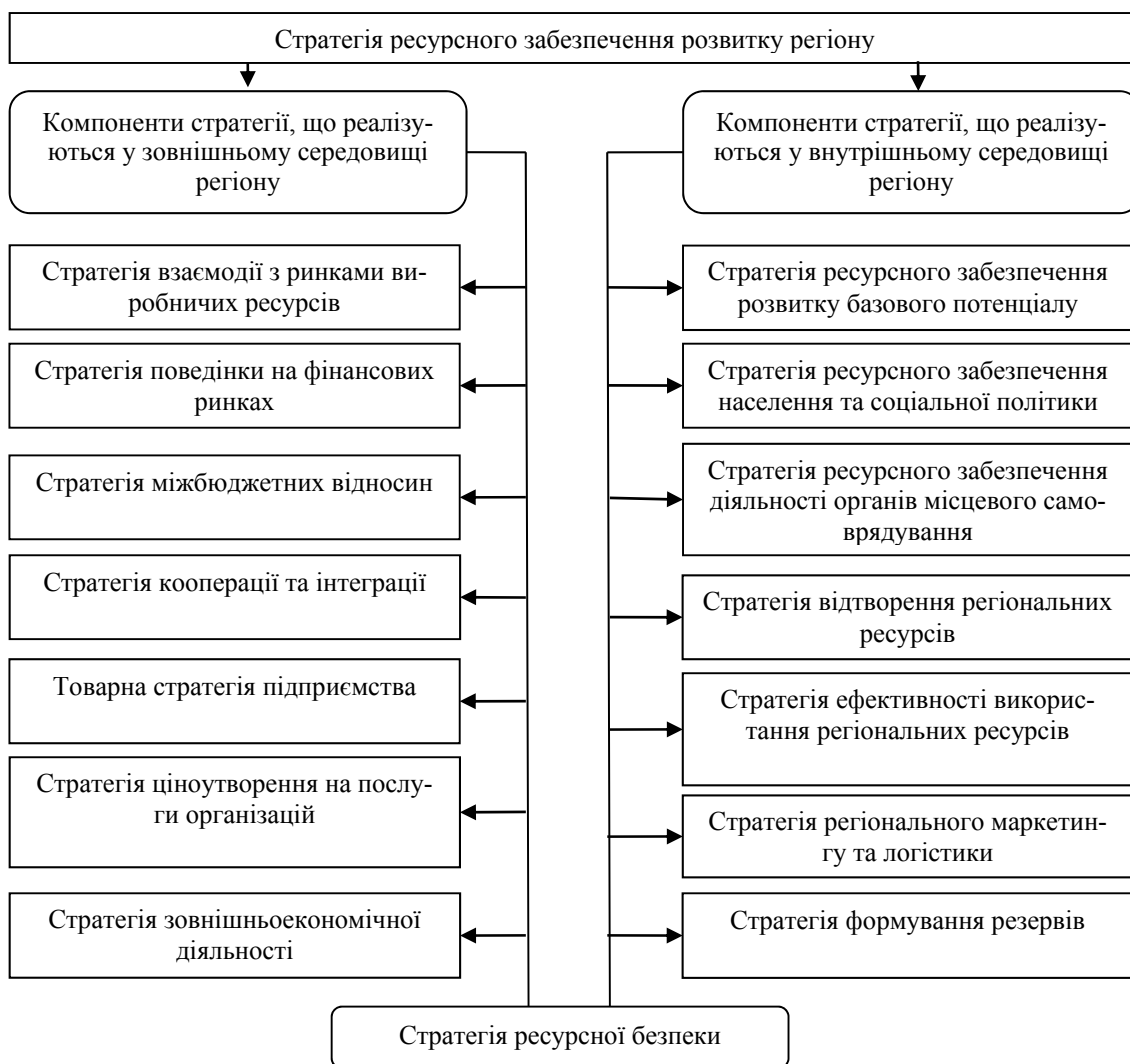 Стратегія ресурсного забезпечення розвитку регіону
Компоненти стратегії, що реалізу-
ються у зовнішньому середовищі
регіону
Компоненти стратегії, що реалізу-
ються у внутрішньому середовищі
регіону
Стратегія взаємодії з ринками ви-
робничих ресурсів
Стратегія поведінки на фінансових
ринках
Стратегія міжбюджетних відносин
Стратегія кооперації та інтеграції
Товарна стратегія підприємства
Стратегія ціноутворення на послу-
ги організацій
Стратегія зовнішньоекономічної
діяльності
Стратегія ресурсного забезпечення
розвитку базового потенціалу
Стратегія ресурсного забезпечення
населення та соціальної політики
Стратегія ресурсного забезпечення
діяльності органів місцевого само-
врядування
Стратегія відтворення регіональних
ресурсів
Стратегія ефективності використ-
ання регіональних ресурсів
Стратегія регіонального маркетин-
гу та логістики
Стратегія формування резервів
Стратегія ресурсної безпеки